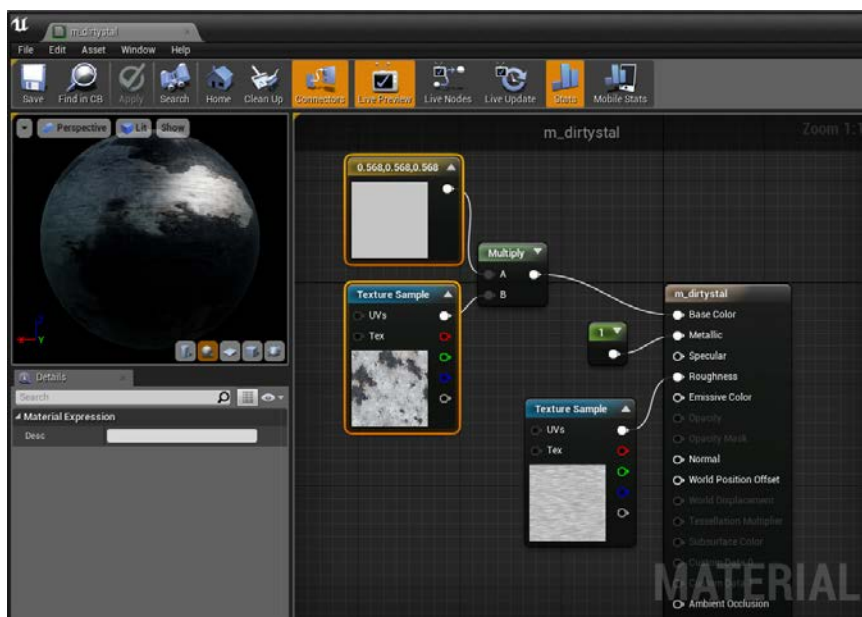 m_dirtystal
File Edit Asset Window Help
Save Find in CB Apply Search Home Clean Up Connectors Live Preview Live Nodes Live Update Stats Mobile Stats
Perspective Lit Show
m_dirtystal
Zoom 1:1
0.568,0.568,0.568
Multiply
A
B
Texture Sample
UVs
Tex
1
Texture Sample
UVs
Tex
m_dirtystal
Base Color
Metallic
Specular
Roughness
Emissive Color
Opacity
Opacity Mask
Normal
World Position Offset
World Displacement
Tessellation Multiplier
Subsurface Color
Custom Data 0
Ambient Occlusion
MATERIAL
Y
Details
Search
Material Expression
Desc